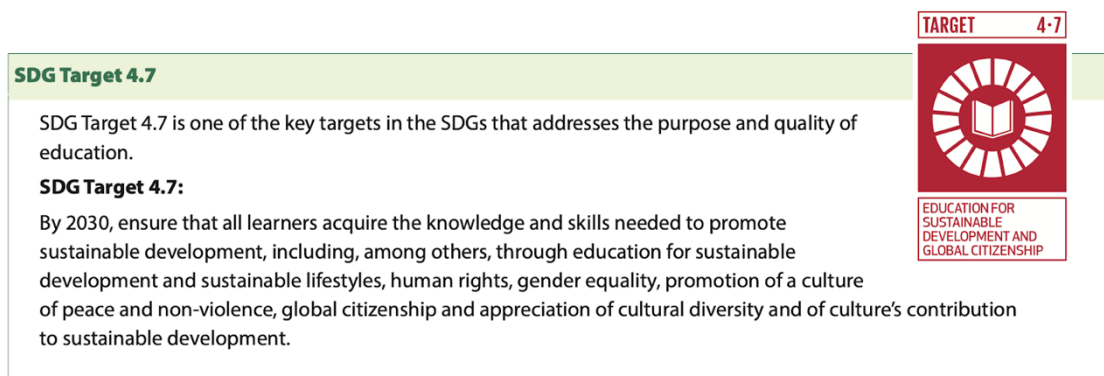 TARGET 4·7
SDG Target 4.7
SDG Target 4.7 is one of the key targets in the SDGs that addresses the purpose and quality of
education.
SDG Target 4.7:
By 2030, ensure that all learners acquire the knowledge and skills needed to promote
sustainable development, including, among others, through education for sustainable
development and sustainable lifestyles, human rights, gender equality, promotion of a culture
of peace and non-violence, global citizenship and appreciation of cultural diversity and of culture’s contribution
to sustainable development.
EDUCATION FOR
SUSTAINABLE
DEVELOPMENT AND
GLOBAL CITIZENSHIP